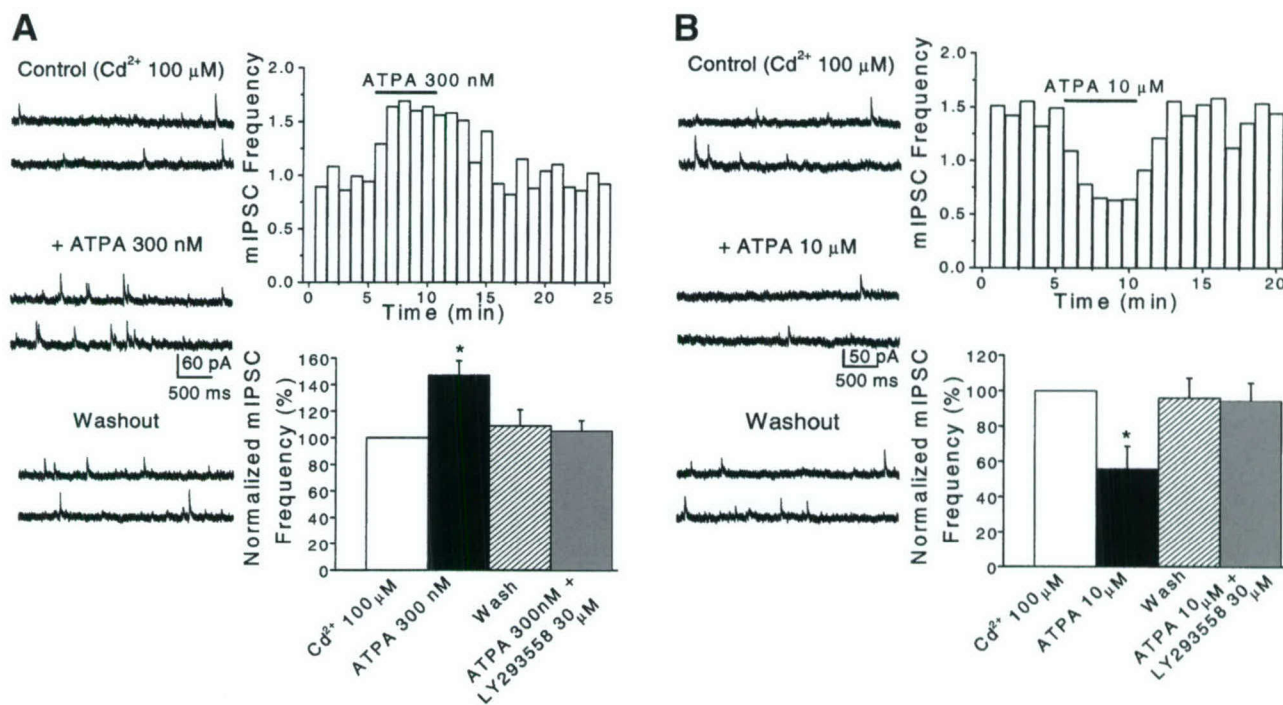 A
Control (Cd²⁺ 100 μM)
+ ATPA 300 nM
60 pA
500 ms
Washout
mIPSC Frequency
2.0
1.5
1.0
0.5
0.0
ATPA 300 nM
0 5 10 15 20 25
Time (min)
Normalized mIPSC
Frequency (%)
160
140
120
100
80
60
40
20
0
*
Cd²⁺ 100 μM
ATPA 300 nM
Wash
ATPA 300nM +
LY293558 30 μM
B
Control (Cd²⁺ 100 μM)
+ ATPA 10 μM
50 pA
500 ms
Washout
mIPSC Frequency
2.0
1.5
1.0
0.5
0.0
ATPA 10 μM
0 5 10 15 20
Time (min)
Normalized mIPSC
Frequency (%)
120
100
80
60
40
20
0
*
Cd²⁺ 100 μM
ATPA 10 μM
Wash
ATPA 10 μM +
LY293558 30 μM